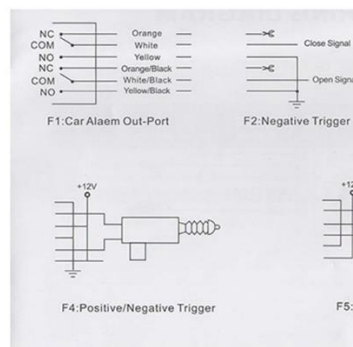 NC Orange
COM White
Close Signal
NO Yellow
NC Orange/Black
COM White/Black
Open Signa
NO Yellow/Black
F1:Car Alaem Out-Port
F2:Negative Trigger
+12V
+12
F4:Positive/Negative Trigger
F5: